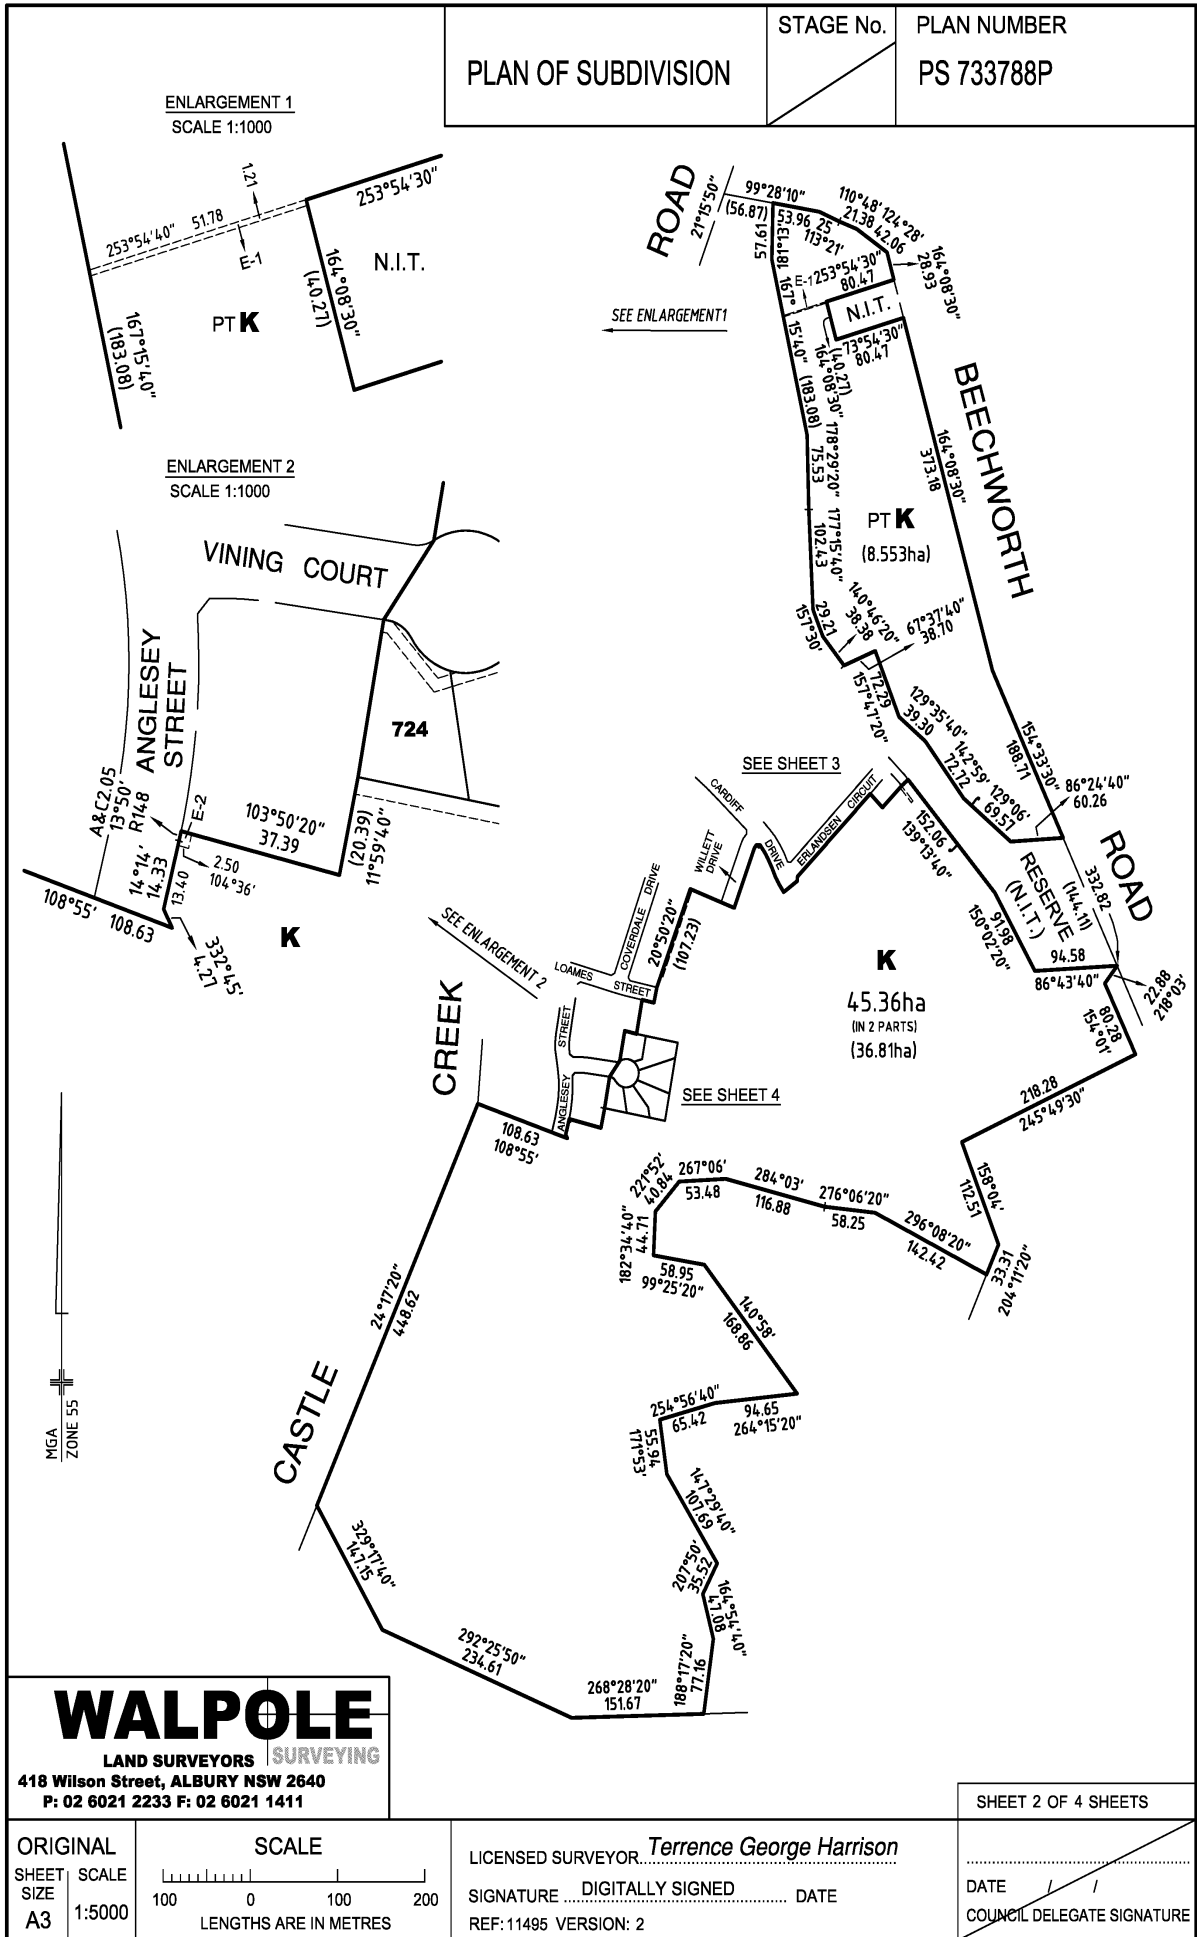 PLAN OF SUBDIVISION
STAGE No.
PLAN NUMBER
PS 733788P
ENLARGEMENT 1
SCALE 1:1000
1.21
253°54'40" 51.78
E-1
253°54'30"
164°08'30"
(40.27)
N.I.T.
PT K
167°15'40"
(183.08)
ENLARGEMENT 2
SCALE 1:1000
VINING COURT
ANGLESEY
STREET
724
A&C2.05
13°50'
R148
E-2
103°50'20"
37.39
(20.39)
11°59'40"
14°14'
14.33
13.40
2.50
104°36'
108°55' 108.63
332°45'
4.27
K
ROAD
21°15'50"
99°28'10"
(56.87)
53.96
25
113°21'
110°48'
21.38
124°28'
42.06
57.61
181°31'
164°08'30"
28.93
E-1
253°54'30"
80.47
N.I.T.
73°54'30"
80.47
SEE ENLARGEMENT1
167°
15'40" (183.08)
(40.27)
164°08'30"
178°29'20"
75.53
177°15'40"
102.43
PT K
(8.553ha)
BEECHWORTH
164°08'30"
373.18
29.21
157°30'
140°46'20"
38.38
67°37'40"
38.70
72.29
157°47'20"
129°35'40"
39.30
142°59'
72.72
129°06'
69.57
154°33'30"
188.71
86°24'40"
60.26
SEE SHEET 3
CARDIFF
DRIVE
ERLANDSEN CIRCUIT
WILLETT
DRIVE
152.06
139°13'40"
RESERVE
(N.I.T.)
(144.11)
332.82
ROAD
COVERDALE DRIVE
20°50'20"
(107.23)
91.98
150°02'20"
94.58
86°43'40"
22.88
218°03'
SEE ENLARGEMENT 2
LOAMES
STREET
K
45.36ha
(IN 2 PARTS)
(36.81ha)
80.28
154°01'
CREEK
STREET
ANGLESEY
SEE SHEET 4
218.28
245°49'30"
108.63
108°55'
158°04'
112.51
221°52'
40.84
267°06'
53.48
284°03'
116.88
276°06'20"
58.25
296°08'20"
142.42
33.31
204°11'20"
182°34'40"
44.71
58.95
99°25'20"
24°17'20"
448.62
140°58'
168.86
CASTLE
254°56'40"
65.42
94.65
264°15'20"
55.94
171°53'
147°29'40"
107.69
MGA
ZONE 55
329°17'40"
147.15
207°50'
35.52
164°54'40"
47.08
292°25'50"
234.61
268°28'20"
151.67
188°17'20"
77.16
WALPOLE
LAND SURVEYORS SURVEYING
418 Wilson Street, ALBURY NSW 2640
P: 02 6021 2233 F: 02 6021 1411
SHEET 2 OF 4 SHEETS
ORIGINAL
SHEET SIZE
A3
SCALE
1:5000
SCALE
100 0 100 200
LENGTHS ARE IN METRES
LICENSED SURVEYOR Terrence George Harrison
SIGNATURE DIGITALLY SIGNED DATE
REF: 11495 VERSION: 2
DATE / /
COUNCIL DELEGATE SIGNATURE